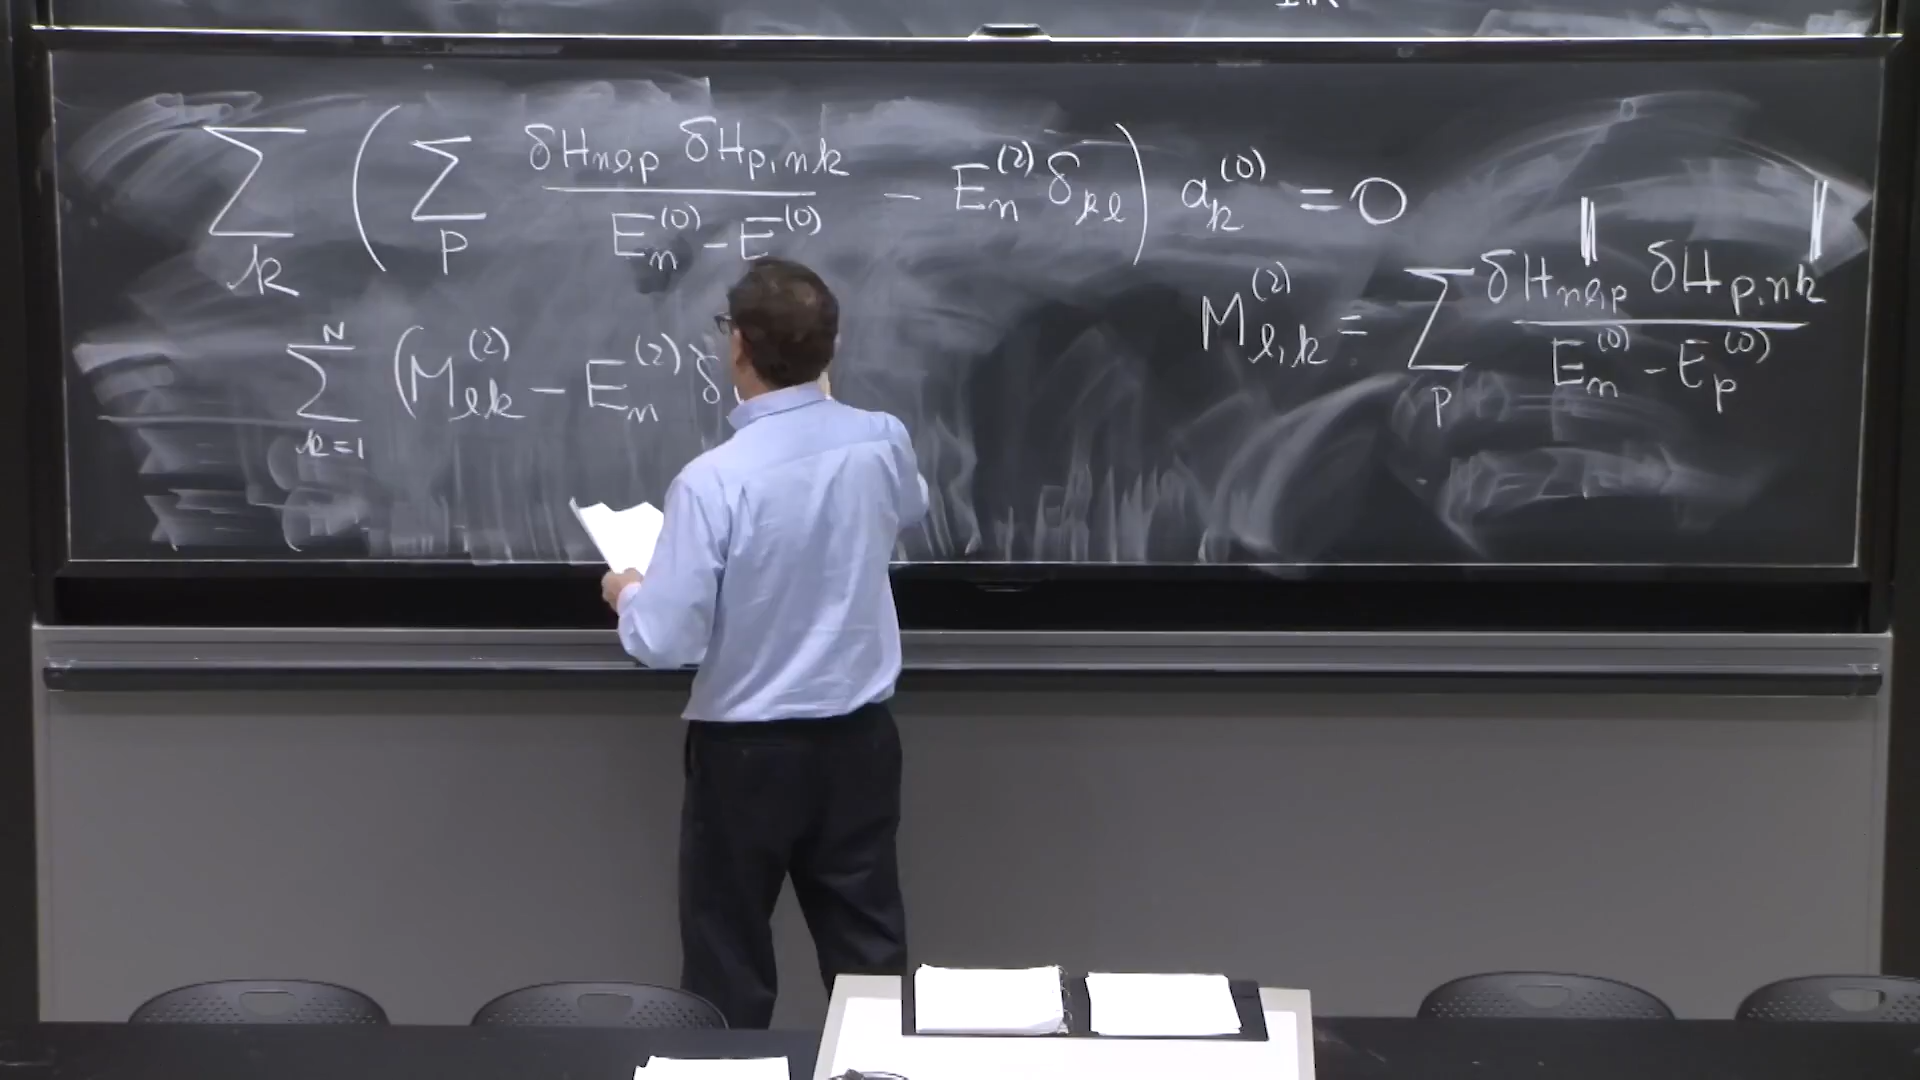 ∑_k ( ∑_p (δH_{nℓ,p} δH_{p,nk}) / (E_n^{(0)} - E^{(0)}) - E_n^{(2)} δ_{kℓ} ) a_k^{(0)} = 0
M_{ℓ,k}^{(2)} = ∑_p (δH_{nℓ,p} δH_{p,nk}) / (E_n^{(0)} - E_p^{(0)})
∑_{k=1}^{N} ( M_{ℓk}^{(2)} - E_n^{(2)} δ